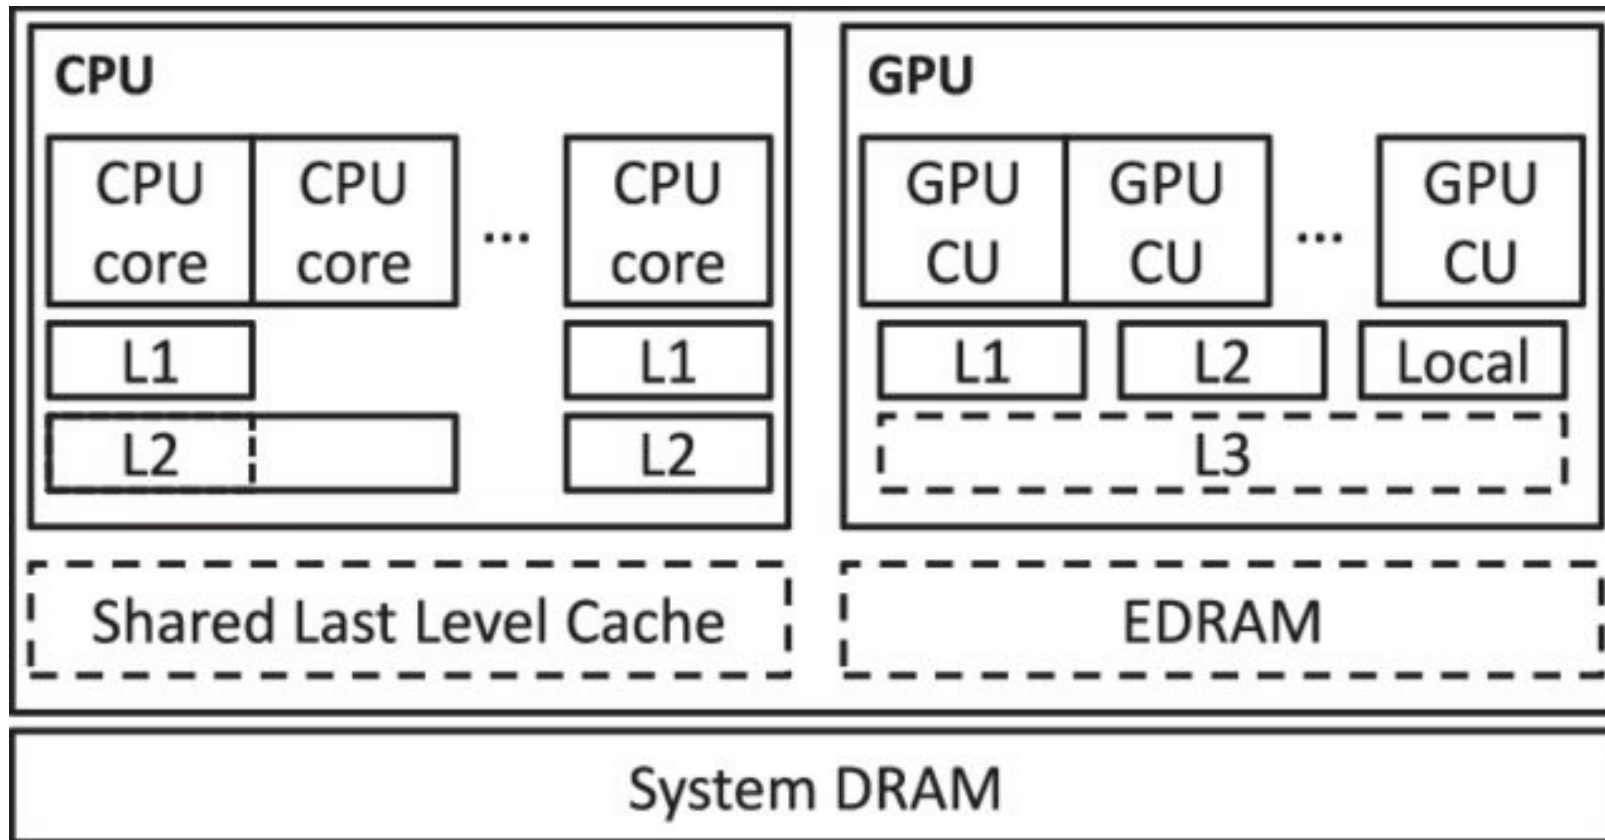 CPU
CPU core
CPU core
...
CPU core
L1
L1
L2
L2
GPU
GPU CU
GPU CU
...
GPU CU
L1
L2
Local
L3
Shared Last Level Cache
EDRAM
System DRAM